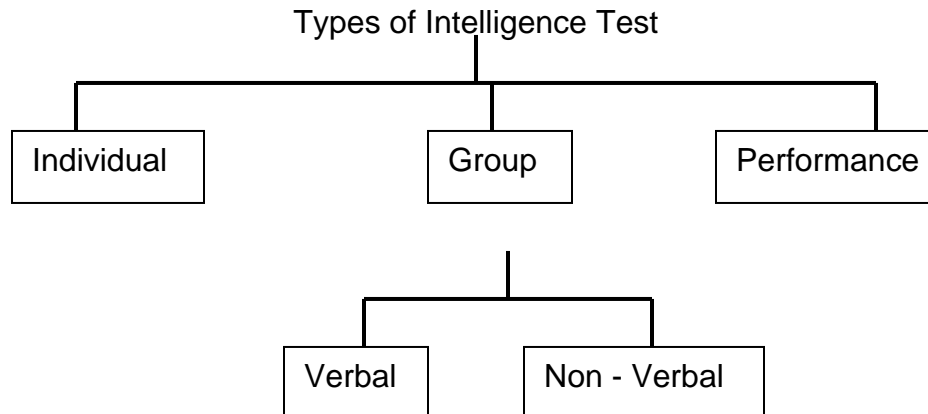 Types of Intelligence Test
Individual
Group
Performance
Verbal
Non - Verbal